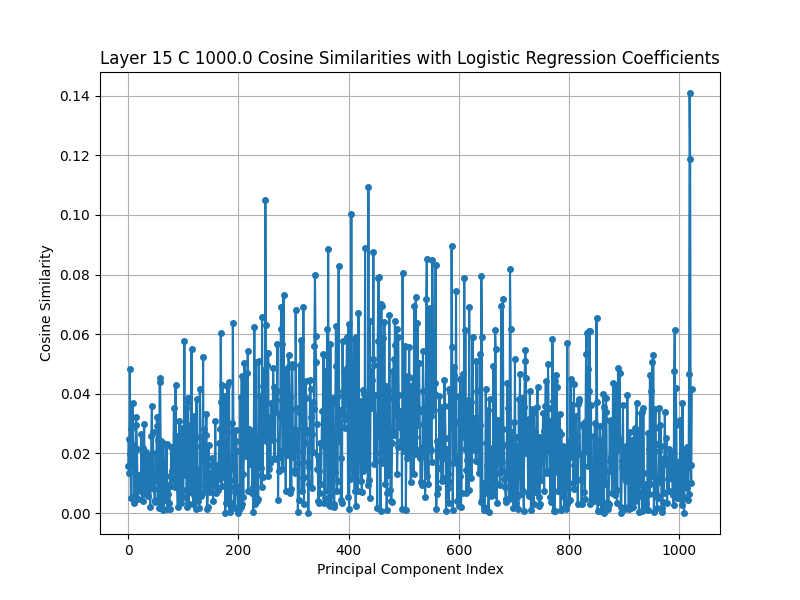 Layer 15 C 1000.0 Cosine Similarities with Logistic Regression Coefficients
0.14
0.12
0.10
0.08
0.06
0.04
0.02
0.00
Cosine Similarity
0 200 400 600 800 1000
Principal Component Index